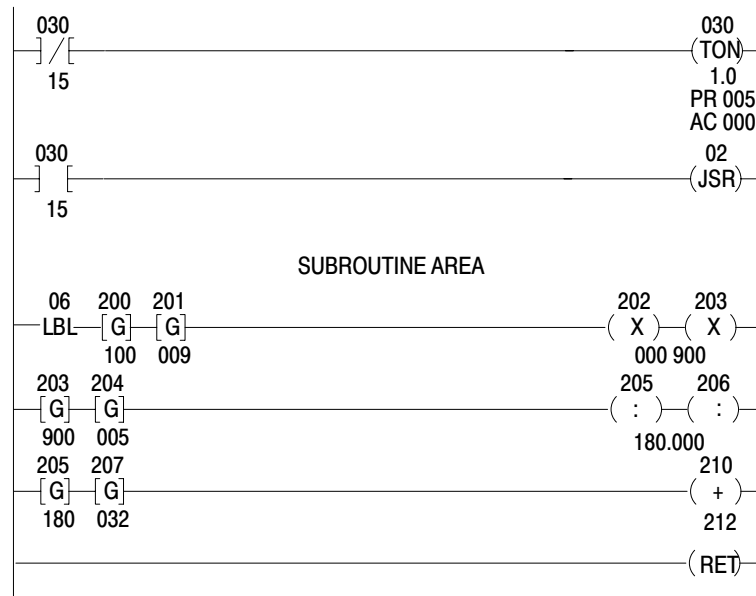 030 030
]/[ (TON)
15 1.0
PR 005
AC 000
030 02
] [ (JSR)
15
SUBROUTINE AREA
06 200 201 202 203
LBL [G] [G] ( X ) ( X )
100 009 000 900
203 204 205 206
[G] [G] ( : ) ( : )
900 005 180.000
205 207 210
[G] [G] ( + )
180 032 212
(RET)